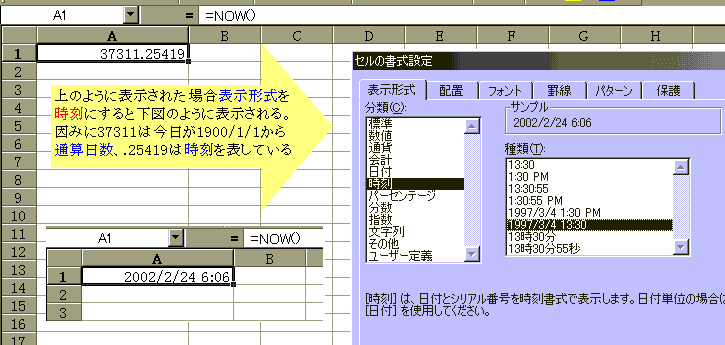 A1 = =NOW()
A B C D E F G H
1 37311.25419
2
3
4
5
6
7
8
9
10
11
12
13
14
15
16
17
上のように表示された場合表示形式を
時刻にすると下図のように表示される。
因みに37311は今日が1900/1/1から
通算日数、.25419は時刻を表している
A1 = =NOW()
A B
1 2002/2/24 6:06
2
3
セルの書式設定
表示形式 配置 フォント 罫線 パターン 保護
分類(C):
標準
数値
通貨
会計
日付
時刻
パーセンテージ
分数
指数
文字列
その他
ユーザー定義
サンプル
2002/2/24 6:06
種類(T):
13:30
1:30 PM
13:30:55
1:30:55 PM
1997/3/4 1:30 PM
1997/3/4 13:30
13時30分
13時30分55秒
[時刻] は、日付とシリアル番号を時刻書式で表示します。日付単位の場合は
[日付] を使用してください。